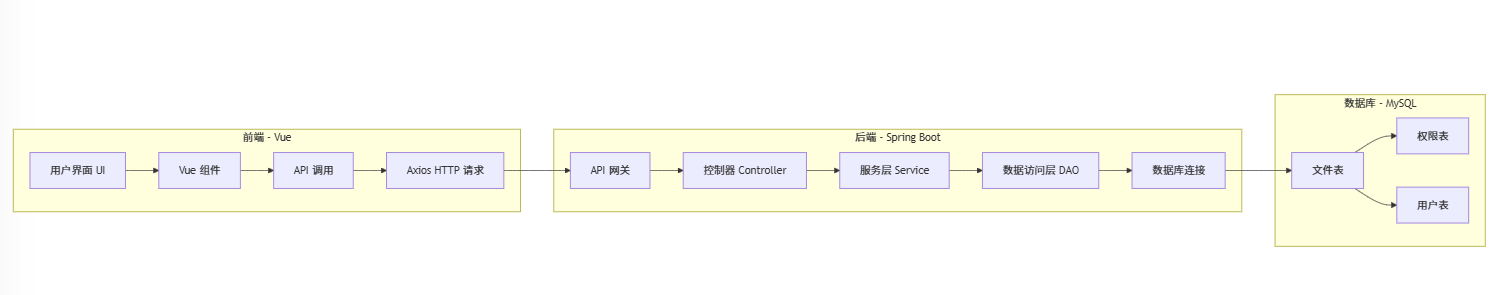 前端 - Vue
用户界面 UI
Vue 组件
API 调用
Axios HTTP 请求
后端 - Spring Boot
API 网关
控制器 Controller
服务层 Service
数据访问层 DAO
数据库连接
数据库 - MySQL
文件表
权限表
用户表